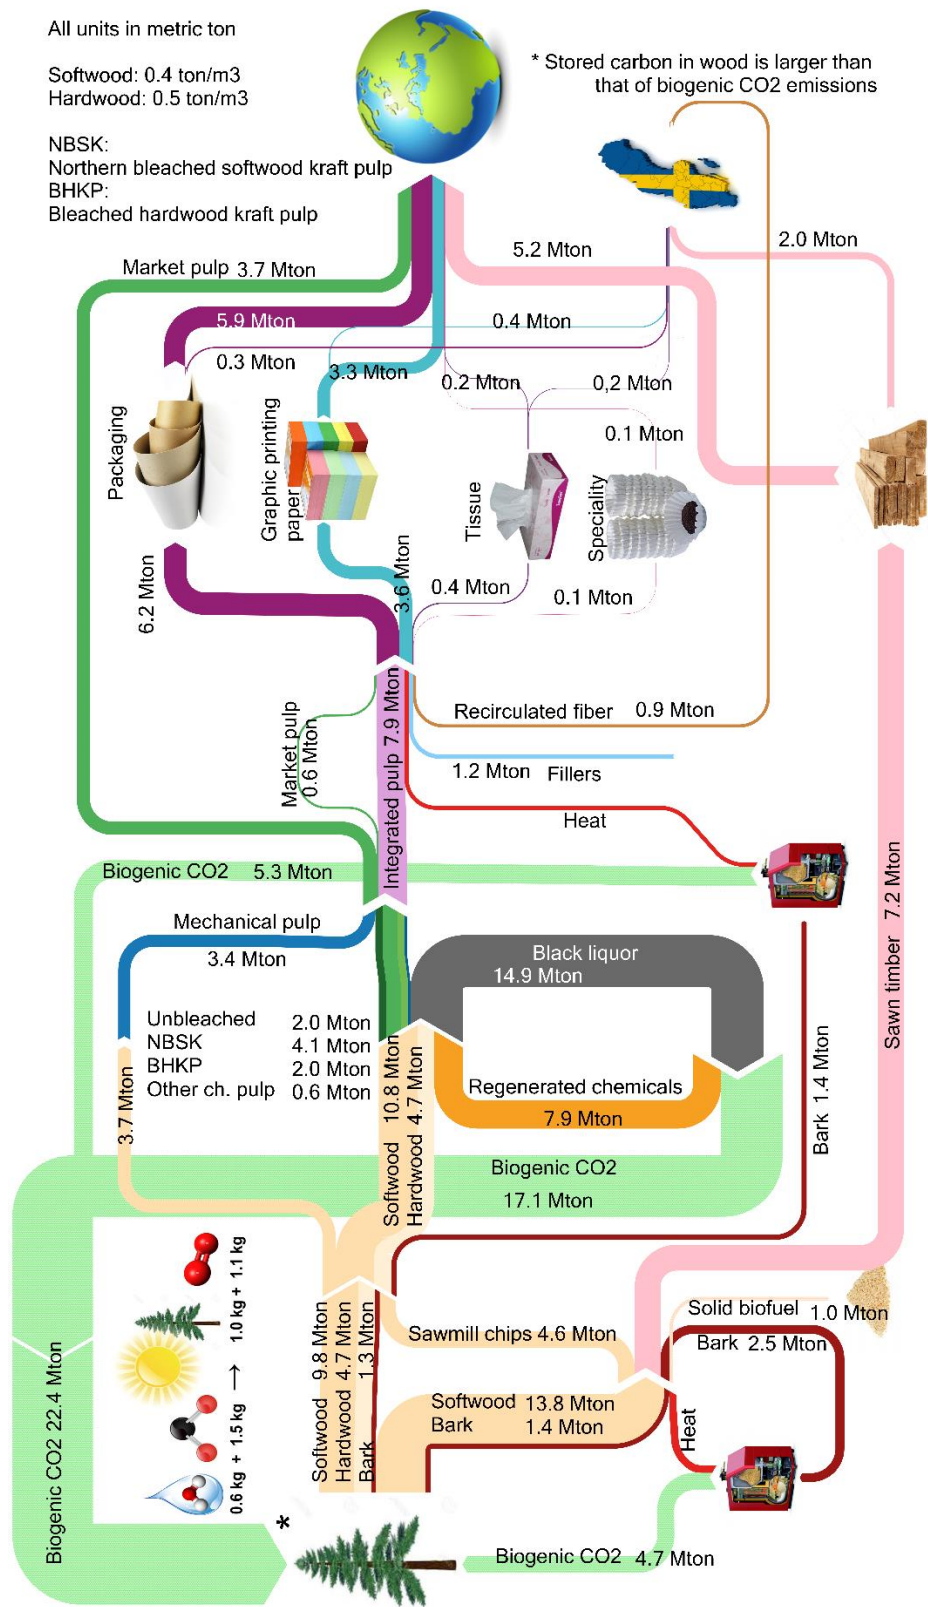 All units in metric ton
Softwood: 0.4 ton/m3
Hardwood: 0.5 ton/m3
NBSK:
Northern bleached softwood kraft pulp
BHKP:
Bleached hardwood kraft pulp
* Stored carbon in wood is larger than
that of biogenic CO2 emissions
5.2 Mton
2.0 Mton
Market pulp 3.7 Mton
5.9 Mton
0.4 Mton
0.3 Mton
3.3 Mton
0.2 Mton
0,2 Mton
0.1 Mton
Packaging
Graphic printing
paper
Tissue
Speciality
6.2 Mton
3.6 Mton
0.4 Mton
0.1 Mton
Recirculated fiber 0.9 Mton
Market pulp
0.6 Mton
Integrated pulp 7.9 Mton
1.2 Mton Fillers
Heat
Biogenic CO2 5.3 Mton
Sawn timber 7.2 Mton
Mechanical pulp
3.4 Mton
Black liquor
14.9 Mton
Unbleached 2.0 Mton
NBSK 4.1 Mton
BHKP 2.0 Mton
Other ch. pulp 0.6 Mton
3.7 Mton
Softwood 10.8 Mton
Hardwood 4.7 Mton
Regenerated chemicals
7.9 Mton
Bark 1.4 Mton
Biogenic CO2
17.1 Mton
0.6 kg + 1.5 kg → 1.0 kg + 1.1 kg
Softwood 9.8 Mton
Hardwood 4.7 Mton
Bark 1.3 Mton
Sawmill chips 4.6 Mton
Solid biofuel 1.0 Mton
Bark 2.5 Mton
Softwood 13.8 Mton
Bark 1.4 Mton
Heat
Biogenic CO2 22.4 Mton
*
Biogenic CO2 4.7 Mton